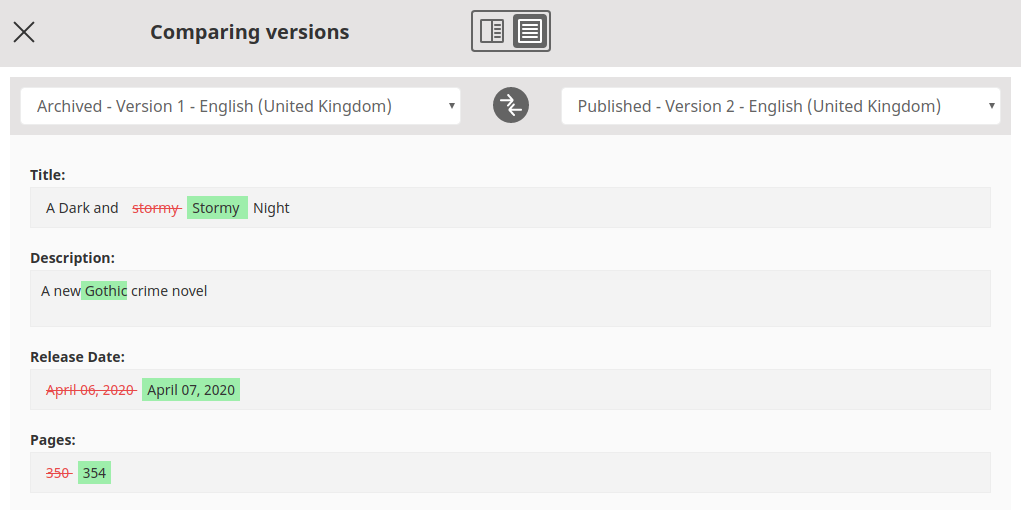 Comparing versions
Archived - Version 1 - English (United Kingdom)
Published - Version 2 - English (United Kingdom)
Title:
A Dark and stormy Stormy Night
Description:
A new Gothic crime novel
Release Date:
April 06, 2020 April 07, 2020
Pages:
350 354